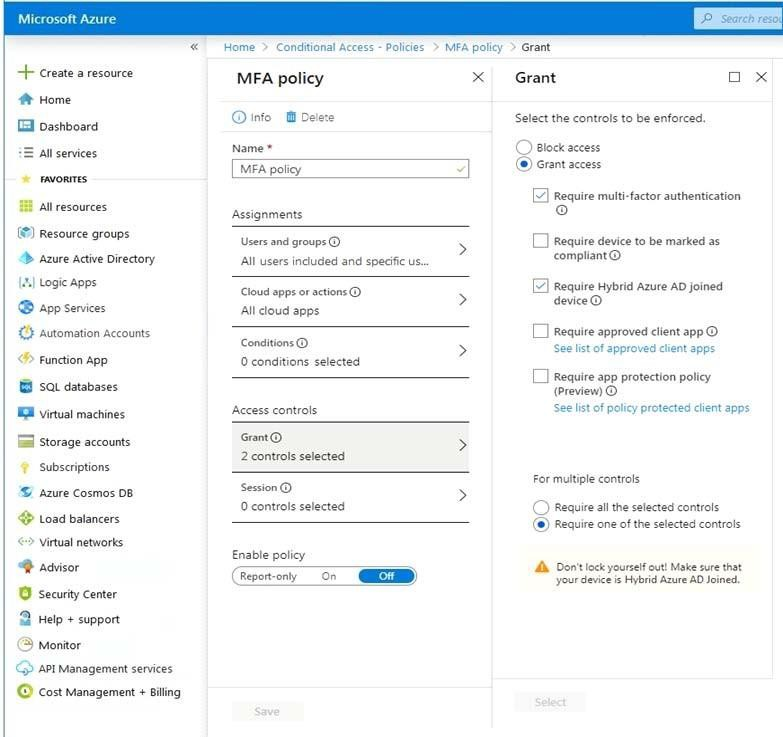 Microsoft Azure
Search resou
«
Create a resource
Home
Dashboard
All services
FAVORITES
All resources
Resource groups
Azure Active Directory
Logic Apps
App Services
Automation Accounts
Function App
SQL databases
Virtual machines
Storage accounts
Subscriptions
Azure Cosmos DB
Load balancers
Virtual networks
Advisor
Security Center
Help + support
Monitor
API Management services
Cost Management + Billing
Home > Conditional Access - Policies > MFA policy > Grant
MFA policy
Info Delete
Name *
MFA policy
Assignments
Users and groups
All users included and specific us...
Cloud apps or actions
All cloud apps
Conditions
0 conditions selected
Access controls
Grant
2 controls selected
Session
0 controls selected
Enable policy
Report-only On Off
Save
Grant
Select the controls to be enforced.
Block access
Grant access
Require multi-factor authentication
Require device to be marked as
compliant
Require Hybrid Azure AD joined
device
Require approved client app
See list of approved client apps
Require app protection policy
(Preview)
See list of policy protected client apps
For multiple controls
Require all the selected controls
Require one of the selected controls
Don't lock yourself out! Make sure that
your device is Hybrid Azure AD Joined.
Select